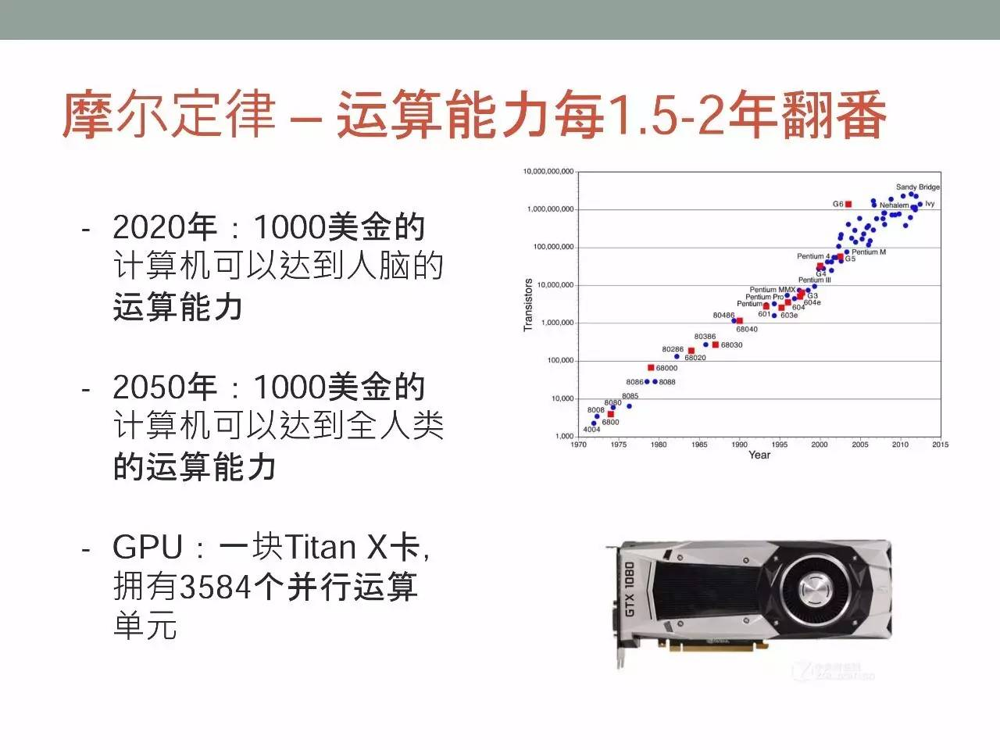 摩尔定律 – 运算能力每1.5-2年翻番
- 2020年：1000美金的
计算机可以达到人脑的
运算能力
- 2050年：1000美金的
计算机可以达到全人类
的运算能力
- GPU：一块Titan X卡,
拥有3584个并行运算
单元
10,000,000,000
1,000,000,000
100,000,000
10,000,000
1,000,000
100,000
10,000
1,000
Transistors
1970 1975 1980 1985 1990 1995 2000 2005 2010 2015
Year
Sandy Bridge
G6
Nehalem
Ivy
Pentium 4
Pentium M
G5
G4
Pentium III
Pentium MMX
G3
Pentium Pro
604e
Pentium
604
601
603e
80486
68040
80386
68030
80286
68020
68000
8086
8088
8085
8080
8008
6800
4004
GTX 1080